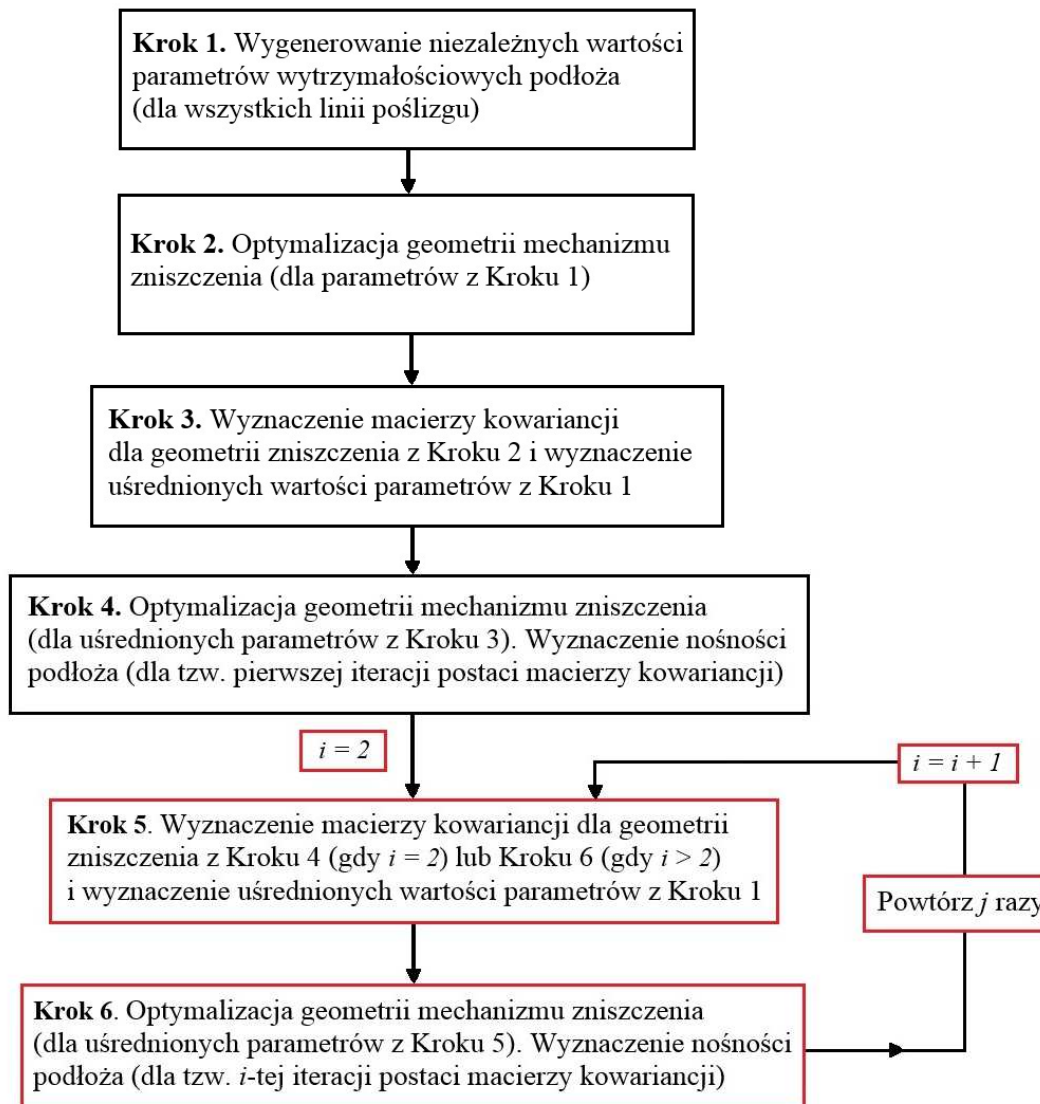 Krok 1. Wygenerowanie niezależnych wartości
parametrów wytrzymałościowych podłoża
(dla wszystkich linii poślizgu)
Krok 2. Optymalizacja geometrii mechanizmu
zniszczenia (dla parametrów z Kroku 1)
Krok 3. Wyznaczenie macierzy kowariancji
dla geometrii zniszczenia z Kroku 2 i wyznaczenie
uśrednionych wartości parametrów z Kroku 1
Krok 4. Optymalizacja geometrii mechanizmu zniszczenia
(dla uśrednionych parametrów z Kroku 3). Wyznaczenie nośności
podłoża (dla tzw. pierwszej iteracji postaci macierzy kowariancji)
i = 2
i = i + 1
Krok 5. Wyznaczenie macierzy kowariancji dla geometrii
zniszczenia z Kroku 4 (gdy i = 2) lub Kroku 6 (gdy i > 2)
i wyznaczenie uśrednionych wartości parametrów z Kroku 1
Powtórz j razy
Krok 6. Optymalizacja geometrii mechanizmu zniszczenia
(dla uśrednionych parametrów z Kroku 5). Wyznaczenie nośności
podłoża (dla tzw. i-tej iteracji postaci macierzy kowariancji)